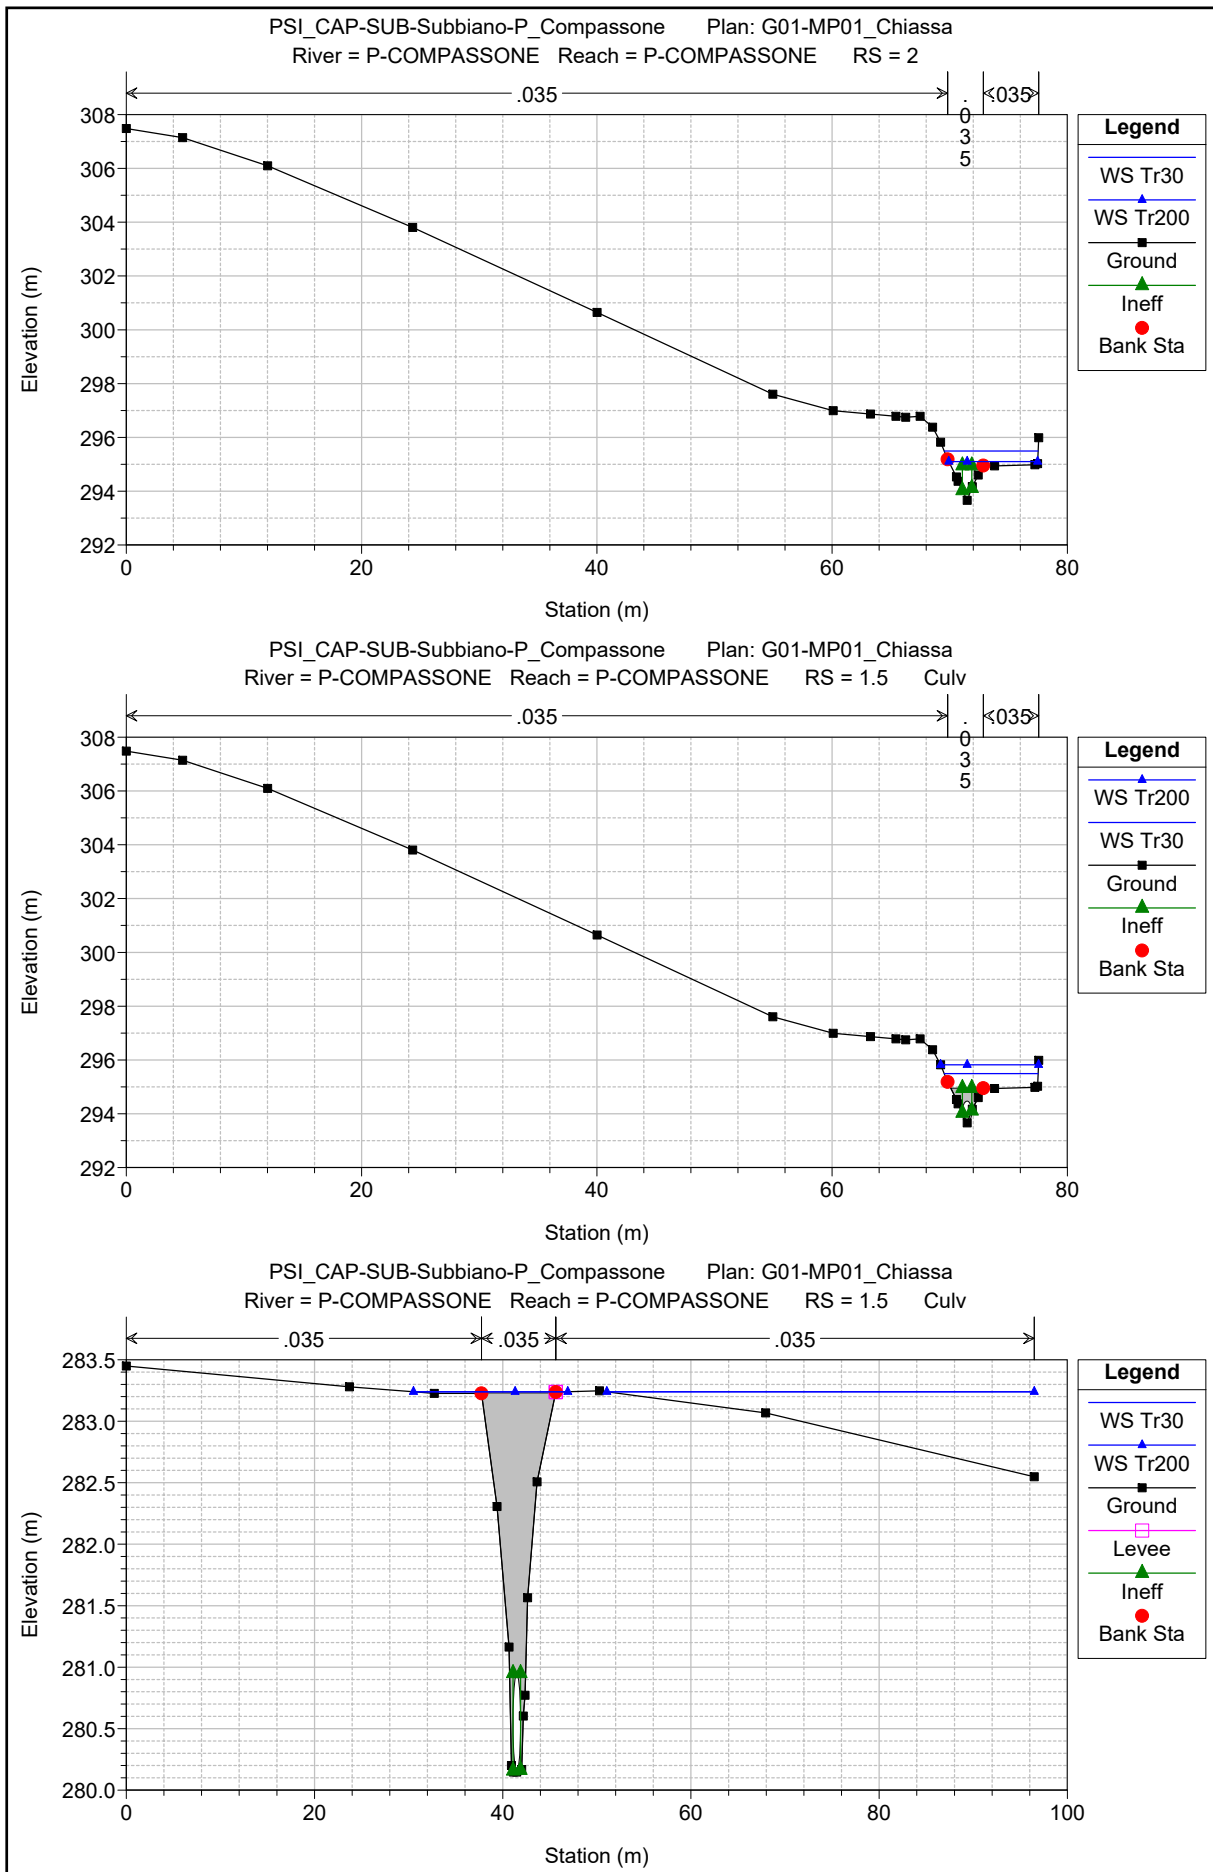 PSI_CAP-SUB-Subbiano-P_Compassone Plan: G01-MP01_Chiassa
River = P-COMPASSONE Reach = P-COMPASSONE RS = 2
.035 .035 .035
308
306
304
302
300
298
296
294
292
Elevation (m)
0 20 40 60 80
Station (m)
Legend
WS Tr30
WS Tr200
Ground
Ineff
Bank Sta
PSI_CAP-SUB-Subbiano-P_Compassone Plan: G01-MP01_Chiassa
River = P-COMPASSONE Reach = P-COMPASSONE RS = 1.5 Culv
.035 .035 .035
308
306
304
302
300
298
296
294
292
Elevation (m)
0 20 40 60 80
Station (m)
Legend
WS Tr200
WS Tr30
Ground
Ineff
Bank Sta
PSI_CAP-SUB-Subbiano-P_Compassone Plan: G01-MP01_Chiassa
River = P-COMPASSONE Reach = P-COMPASSONE RS = 1.5 Culv
.035 .035 .035
283.5
283.0
282.5
282.0
281.5
281.0
280.5
280.0
Elevation (m)
0 20 40 60 80 100
Station (m)
Legend
WS Tr30
WS Tr200
Ground
Levee
Ineff
Bank Sta